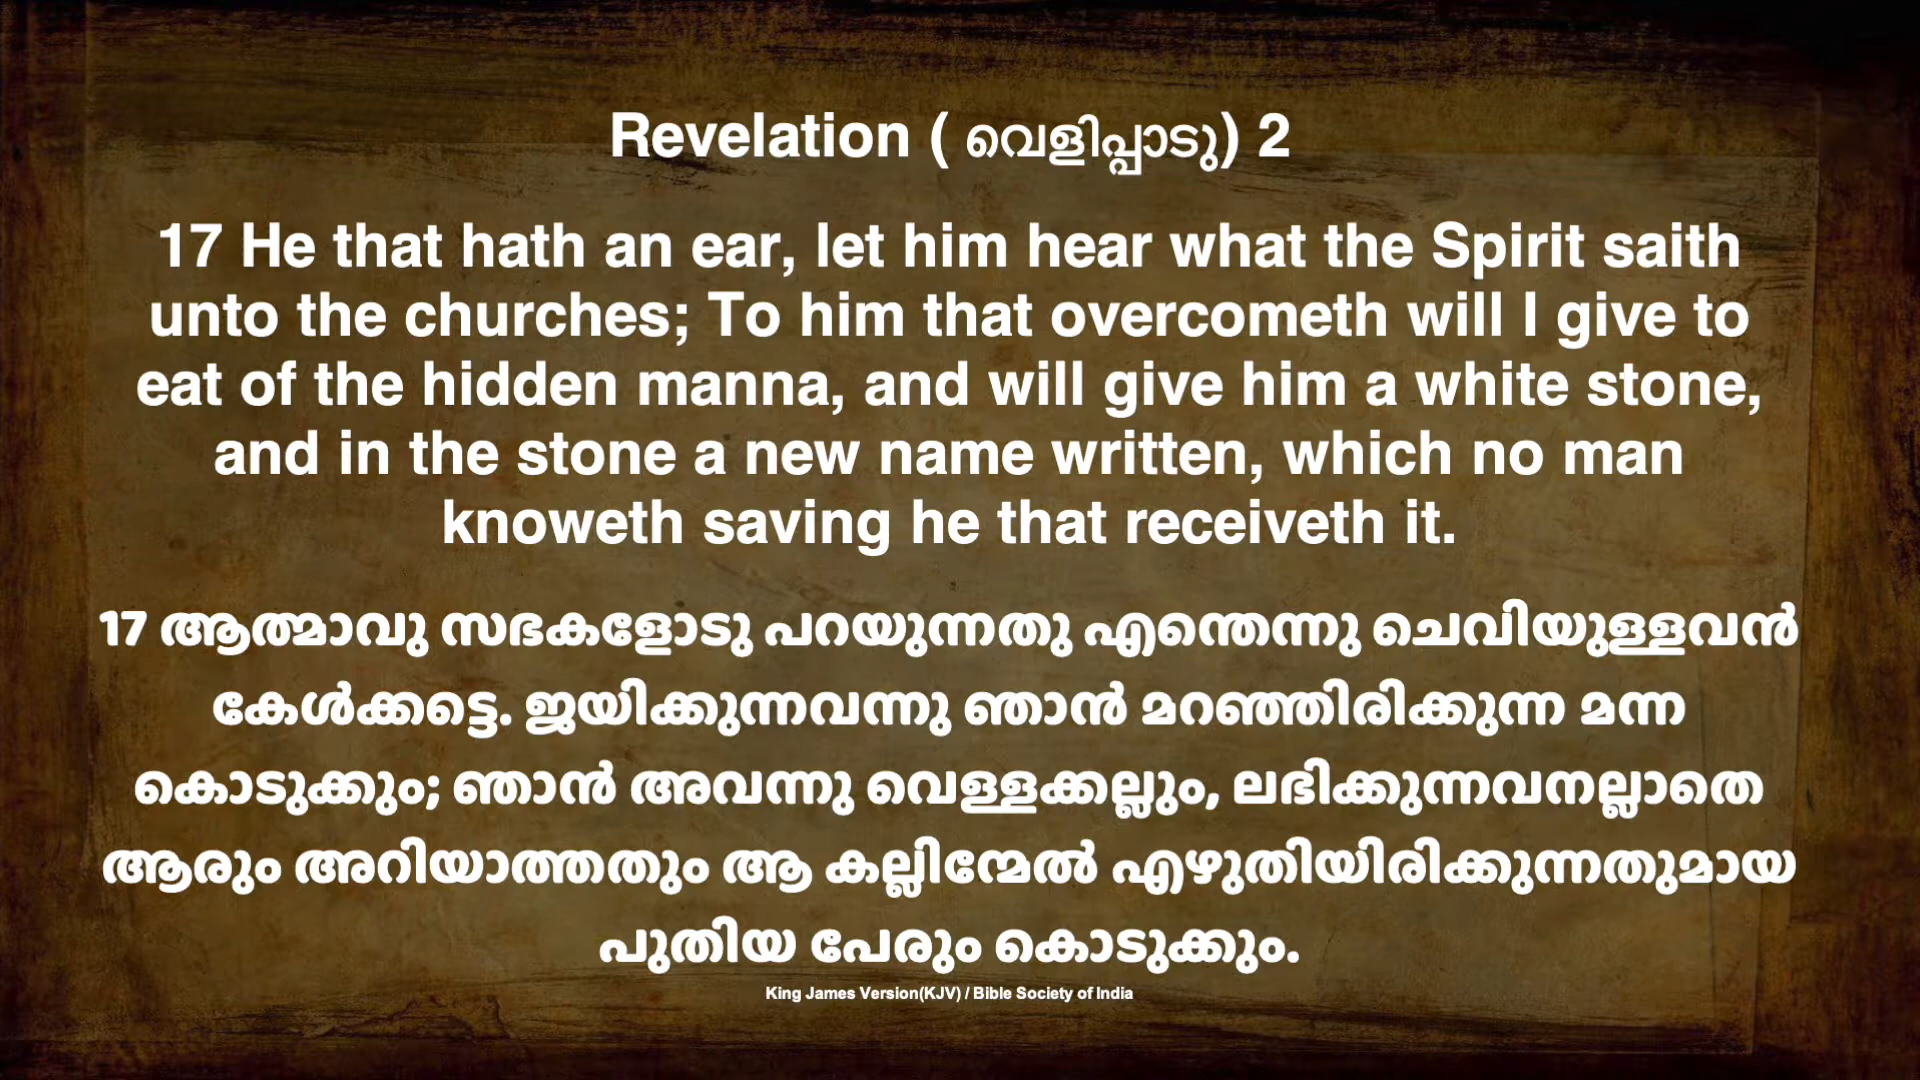 Revelation ( വെളിപ്പാടു) 2
17 He that hath an ear, let him hear what the Spirit saith
unto the churches; To him that overcometh will I give to
eat of the hidden manna, and will give him a white stone,
and in the stone a new name written, which no man
knoweth saving he that receiveth it.
17 ആത്മാവു സഭകളോടു പറയുന്നതു എന്തെന്നു ചെവിയുള്ളവൻ
കേൾക്കട്ടെ. ജയിക്കുന്നവന്നു ഞാൻ മറഞ്ഞിരിക്കുന്ന മന്ന
കൊടുക്കും; ഞാൻ അവന്നു വെള്ളക്കല്ലും, ലഭിക്കുന്നവനല്ലാതെ
ആരും അറിയാത്തതും ആ കല്ലിന്മേൽ എഴുതിയിരിക്കുന്നതുമായ
പുതിയ പേരും കൊടുക്കും.
King James Version(KJV) / Bible Society of India